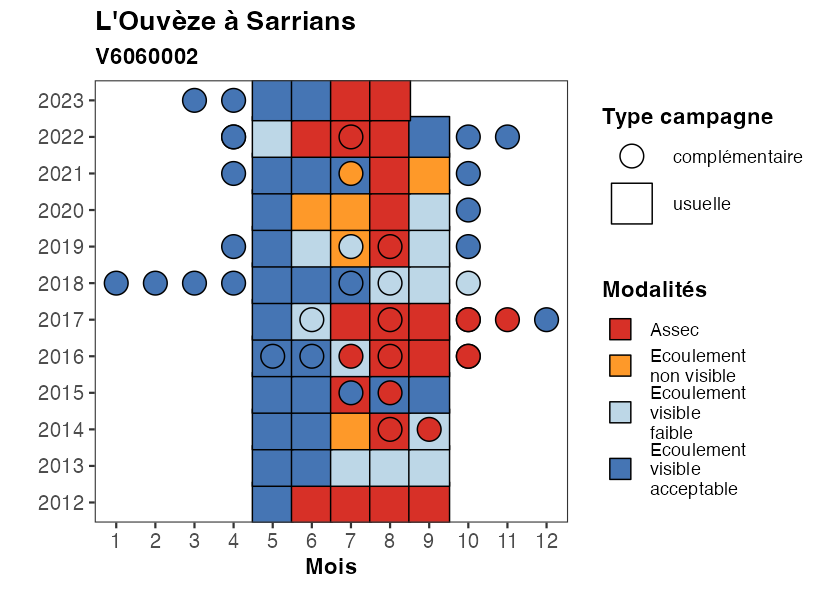 L'Ouvèze à Sarrians
V6060002
2023
2022
2021
2020
2019
2018
2017
2016
2015
2014
2013
2012
1 2 3 4 5 6 7 8 9 10 11 12
Mois
Type campagne
complémentaire
usuelle
Modalités
Assec
Ecoulement
non visible
Ecoulement
visible
faible
Ecoulement
visible
acceptable